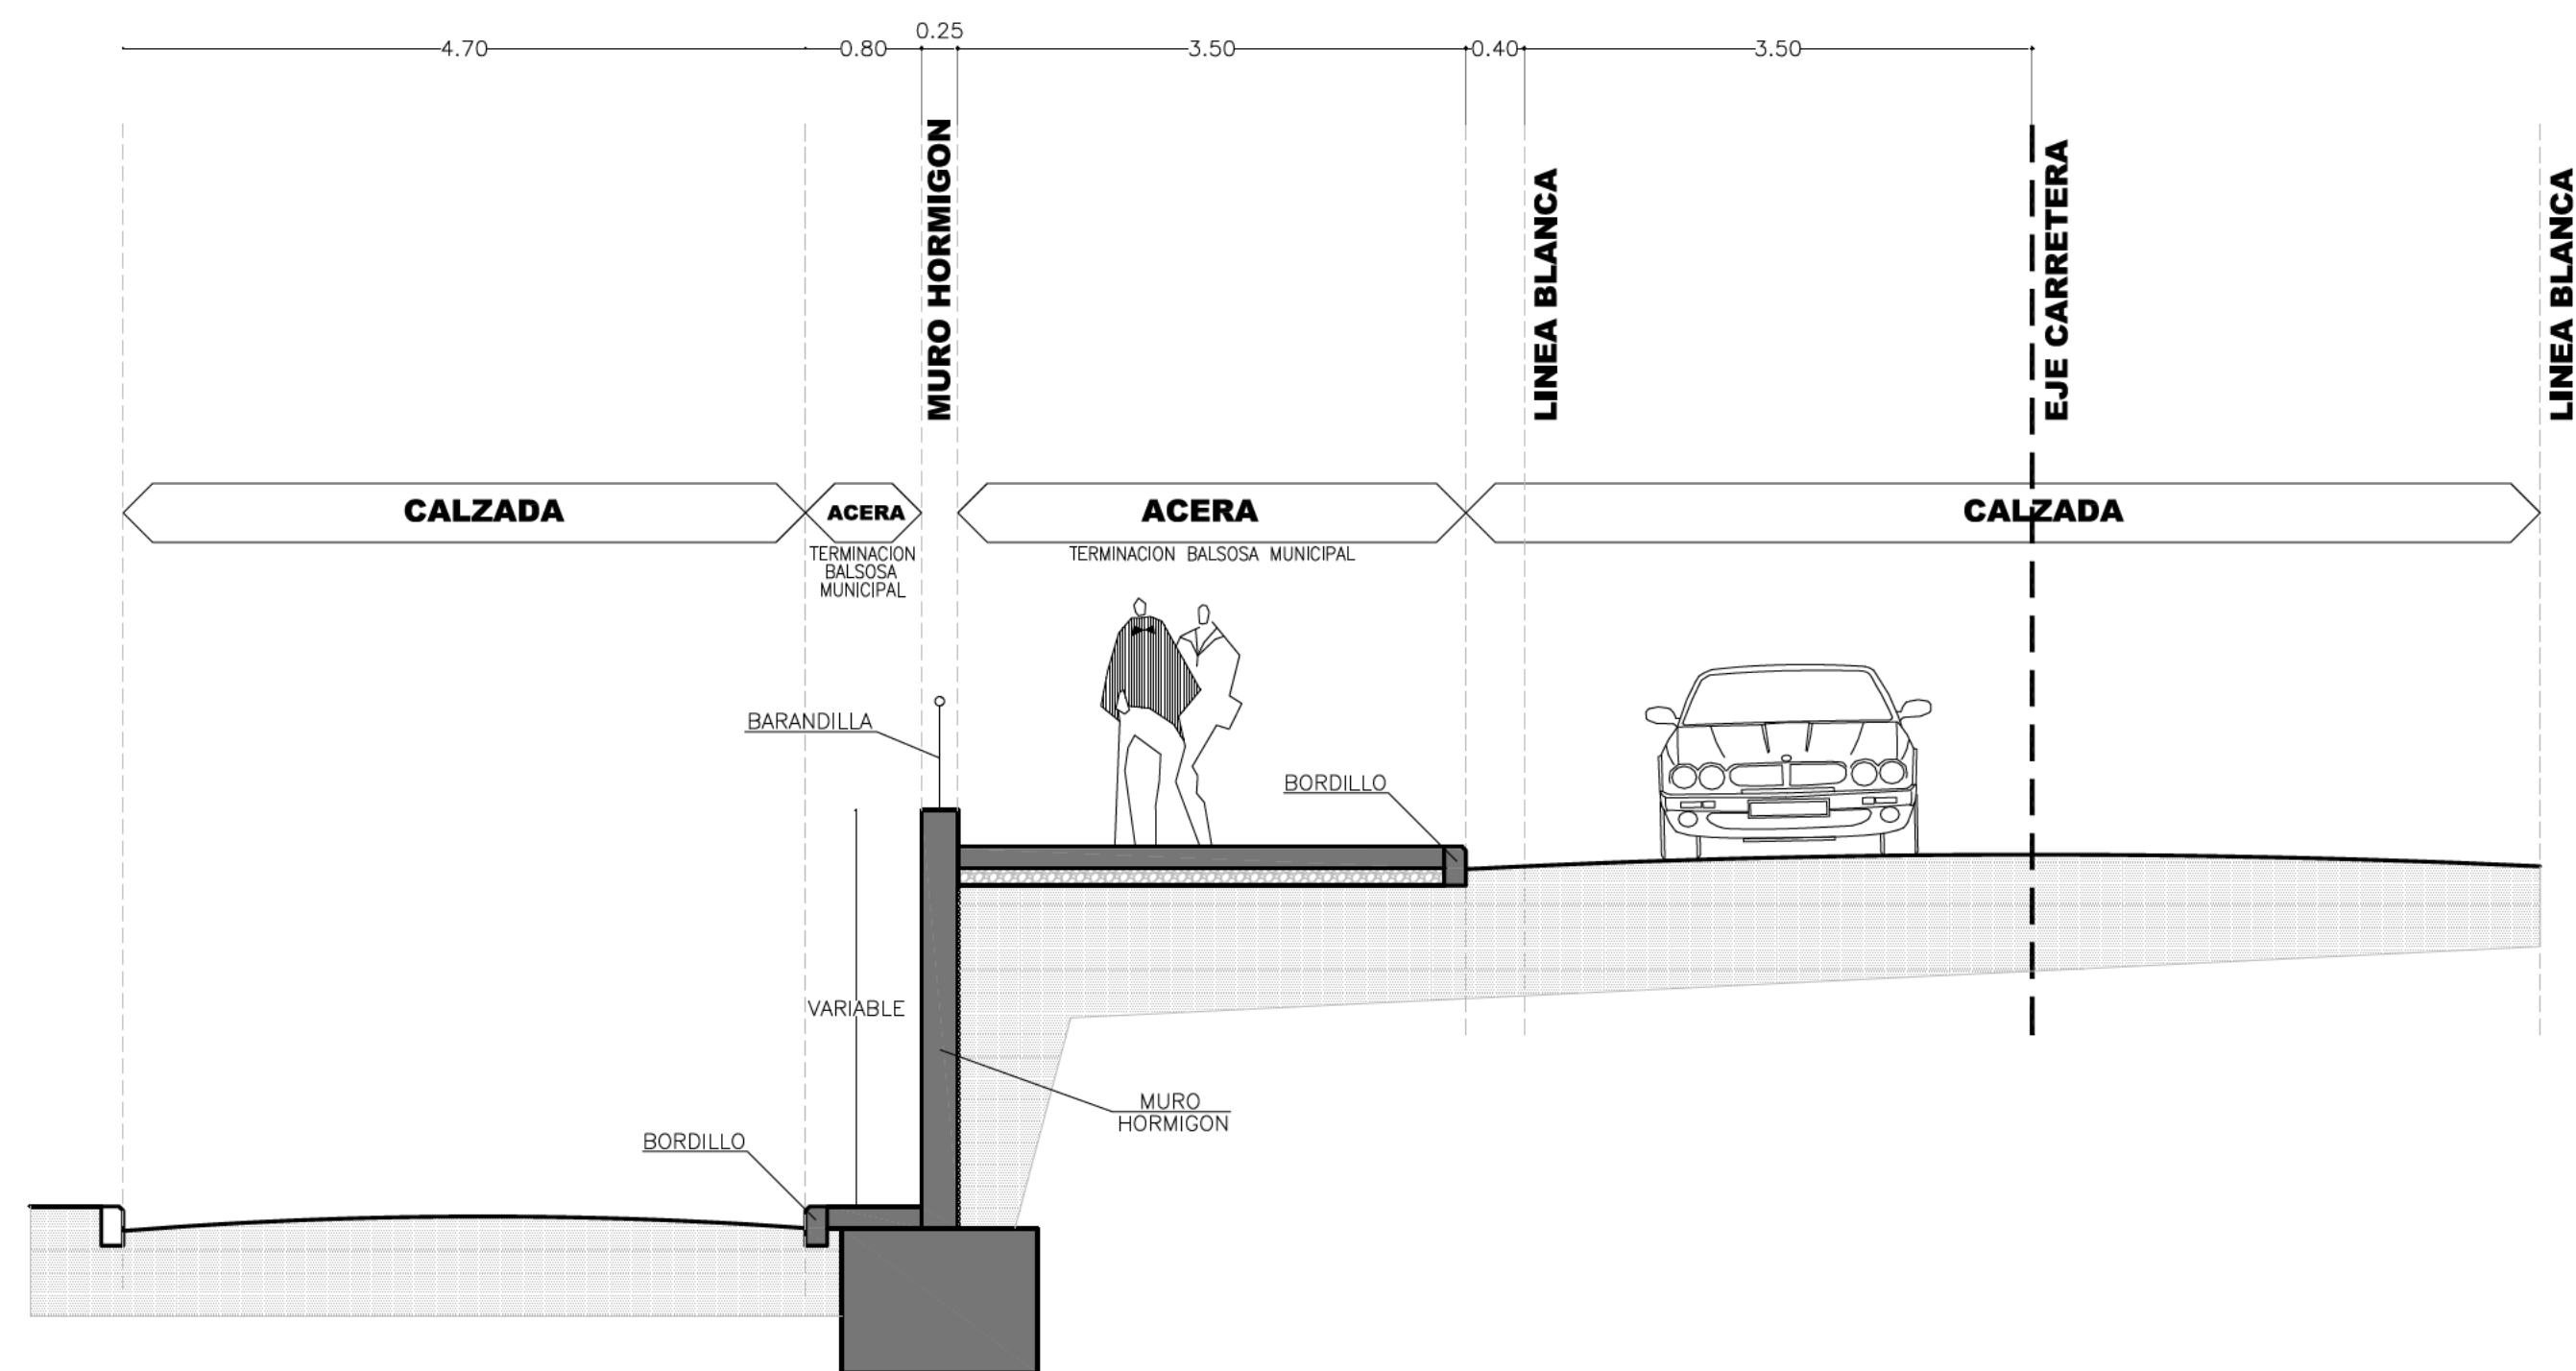 0.25
4.70
0.80
3.50
0.40
3.50
MURO HORMIGON
LINEA BLANCA
EJE CARRETERA
LINEA BLANCA
CALZADA
ACERA
ACERA
CALZADA
TERMINACION
BALSOSA
MUNICIPAL
TERMINACION BALSOSA MUNICIPAL
BARANDILLA
BORDILLO
VARIABLE
MURO
HORMIGON
BORDILLO